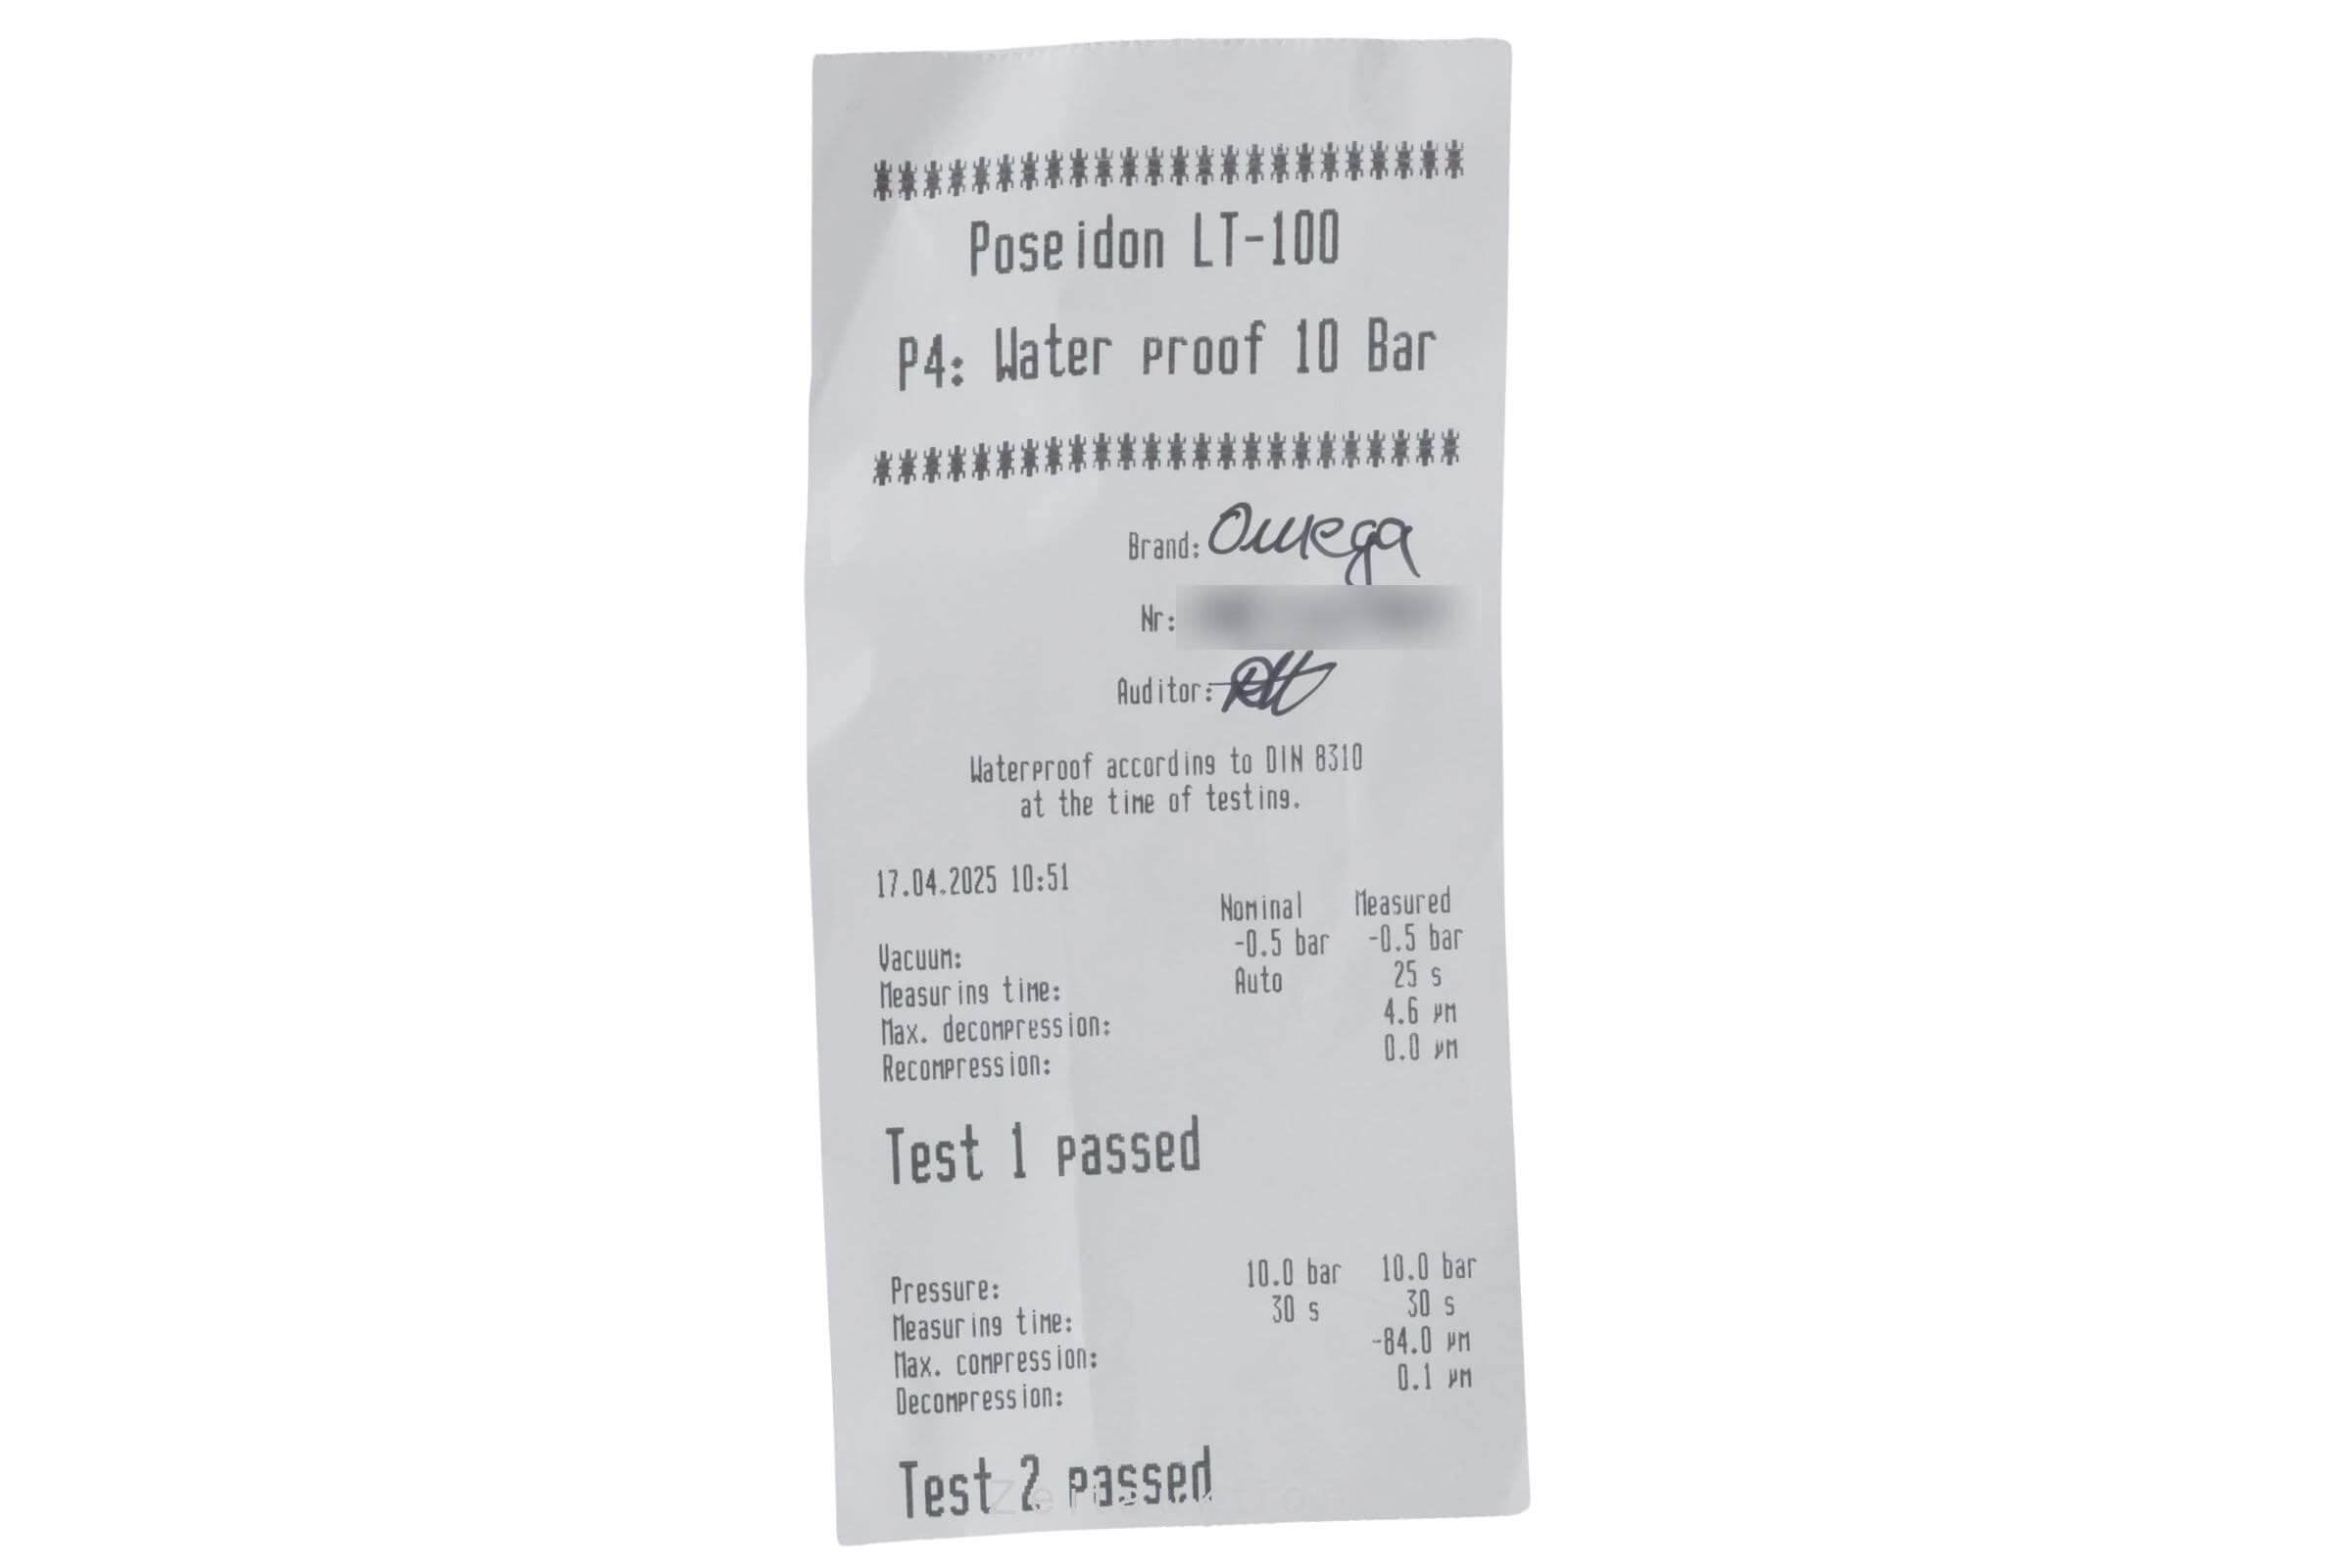 ************************
Poseidon LT-100
P4: Water proof 10 Bar
************************
Brand: Omega
Nr:
Auditor:
Waterproof according to DIN 8310
at the time of testing.
17.04.2025 10:51
Nominal Measured
Vacuum: -0.5 bar -0.5 bar
Measuring time: Auto 25 s
Max. decompression: 4.6 µm
Recompression: 0.0 µm
Test 1 passed
Pressure: 10.0 bar 10.0 bar
Measuring time: 30 s 30 s
Max. compression: -84.0 µm
Decompression: 0.1 µm
Test 2 passed
Zeitauktion